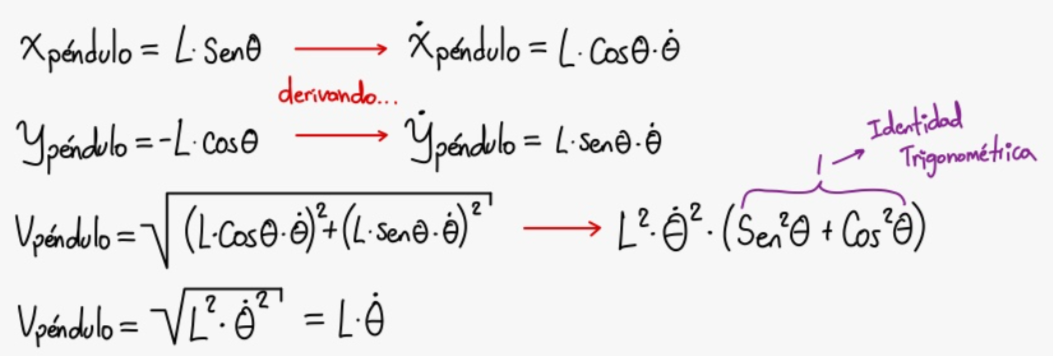 Xpéndulo = L· Senθ → Ẋpéndulo = L· Cosθ·θ̇
derivando...
Ypéndulo = -L· Cosθ → Ẏpéndulo = L· senθ·θ̇
Identidad
Trigonométrica
1
Vpéndulo = √((L·Cosθ·θ̇)²+(L·senθ·θ̇)²) → L²·θ̇²·(Sen²θ + Cos²θ)
Vpéndulo = √(L²·θ̇²) = L·θ̇